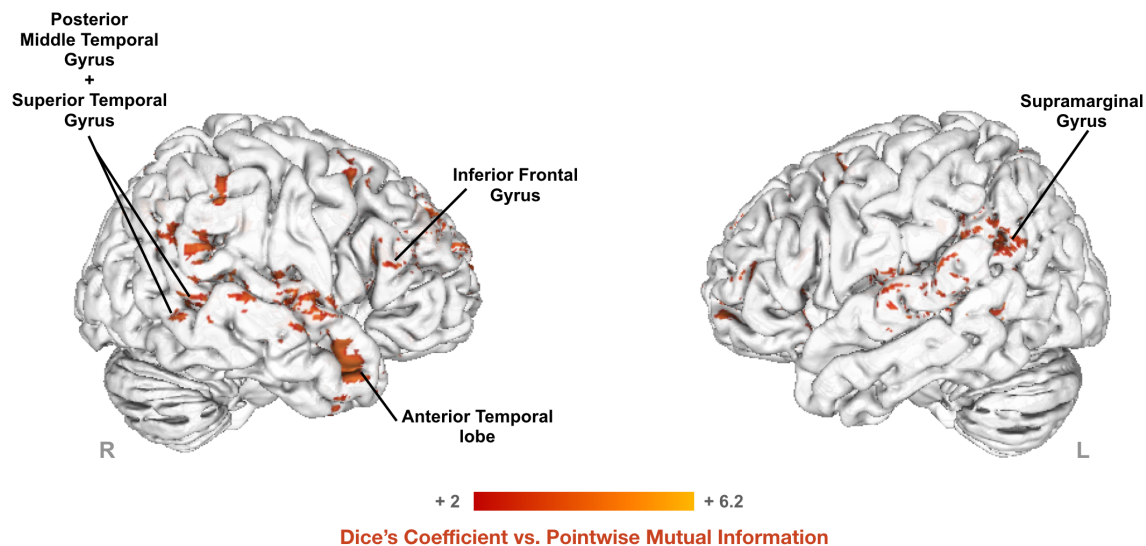 Posterior
Middle Temporal
Gyrus
+
Superior Temporal
Gyrus
Supramarginal
Gyrus
Inferior Frontal
Gyrus
Anterior Temporal
lobe
R
L
+ 2
+ 6.2
Dice's Coefficient vs. Pointwise Mutual Information